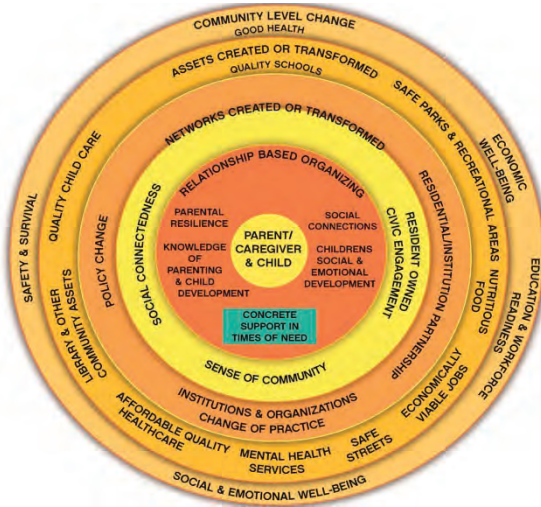 COMMUNITY LEVEL CHANGE
GOOD HEALTH
ASSETS CREATED OR TRANSFORMED
QUALITY SCHOOLS
SAFE PARKS & RECREATIONAL AREAS
ECONOMIC
WELL-BEING
NETWORKS CREATED OR TRANSFORMED
QUALITY CHILD CARE
RELATIONSHIP BASED ORGANIZING
PARENTAL
RESILIENCE
SOCIAL
CONNECTIONS
PARENT/
CAREGIVER
& CHILD
KNOWLEDGE
OF PARENTING
& CHILD
DEVELOPMENT
CHILDRENS
SOCIAL &
EMOTIONAL
DEVELOPMENT
CONCRETE
SUPPORT IN
TIMES OF NEED
SOCIAL CONNECTEDNESS
RESIDENT OWNED
CIVIC ENGAGEMENT
SENSE OF COMMUNITY
POLICY CHANGE
RESIDENTIAL/INSTITUTION PARTNERSHIP
INSTITUTIONS & ORGANIZATIONS
CHANGE OF PRACTICE
SAFETY & SURVIVAL
LIBRARY & OTHER
COMMUNITY ASSETS
NUTRITIOUS
FOOD
EDUCATION & WORKFORCE
READINESS
AFFORDABLE QUALITY
HEALTHCARE
MENTAL HEALTH
SERVICES
SAFE
STREETS
ECONOMICALLY
VIABLE JOBS
SOCIAL & EMOTIONAL WELL-BEING